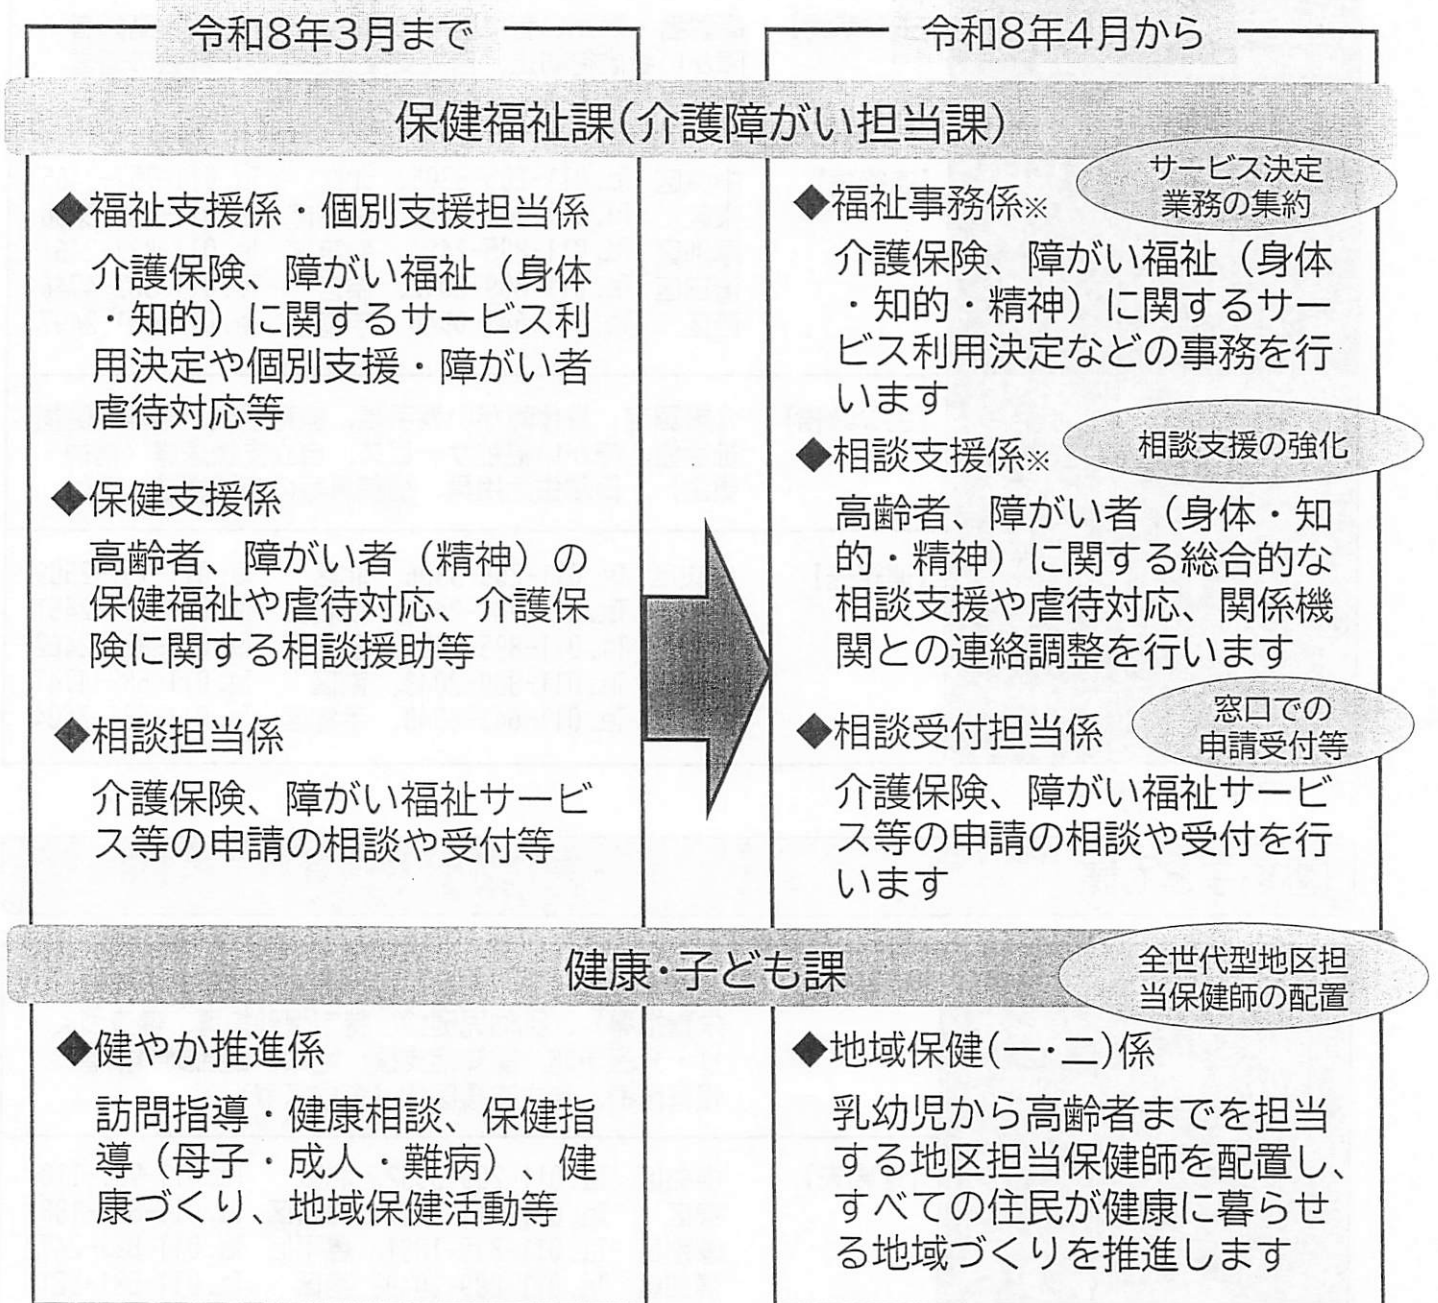 令和8年3月まで
令和8年4月から
保健福祉課(介護障がい担当課)
◆福祉支援係・個別支援担当係
介護保険、障がい福祉（身体
・知的）に関するサービス利
用決定や個別支援・障がい者
虐待対応等
◆保健支援係
高齢者、障がい者（精神）の
保健福祉や虐待対応、介護保
険に関する相談援助等
◆相談担当係
介護保険、障がい福祉サービ
ス等の申請の相談や受付等
サービス決定
業務の集約
◆福祉事務係※
介護保険、障がい福祉（身体
・知的・精神）に関するサー
ビス利用決定などの事務を行
います
相談支援の強化
◆相談支援係※
高齢者、障がい者（身体・知
的・精神）に関する総合的な
相談支援や虐待対応、関係機
関との連絡調整を行います
窓口での
申請受付等
◆相談受付担当係
介護保険、障がい福祉サービ
ス等の申請の相談や受付を行
います
健康・子ども課
全世代型地区担
当保健師の配置
◆健やか推進係
訪問指導・健康相談、保健指
導（母子・成人・難病）、健
康づくり、地域保健活動等
◆地域保健(一・二)係
乳幼児から高齢者までを担当
する地区担当保健師を配置し、
すべての住民が健康に暮らせ
る地域づくりを推進します